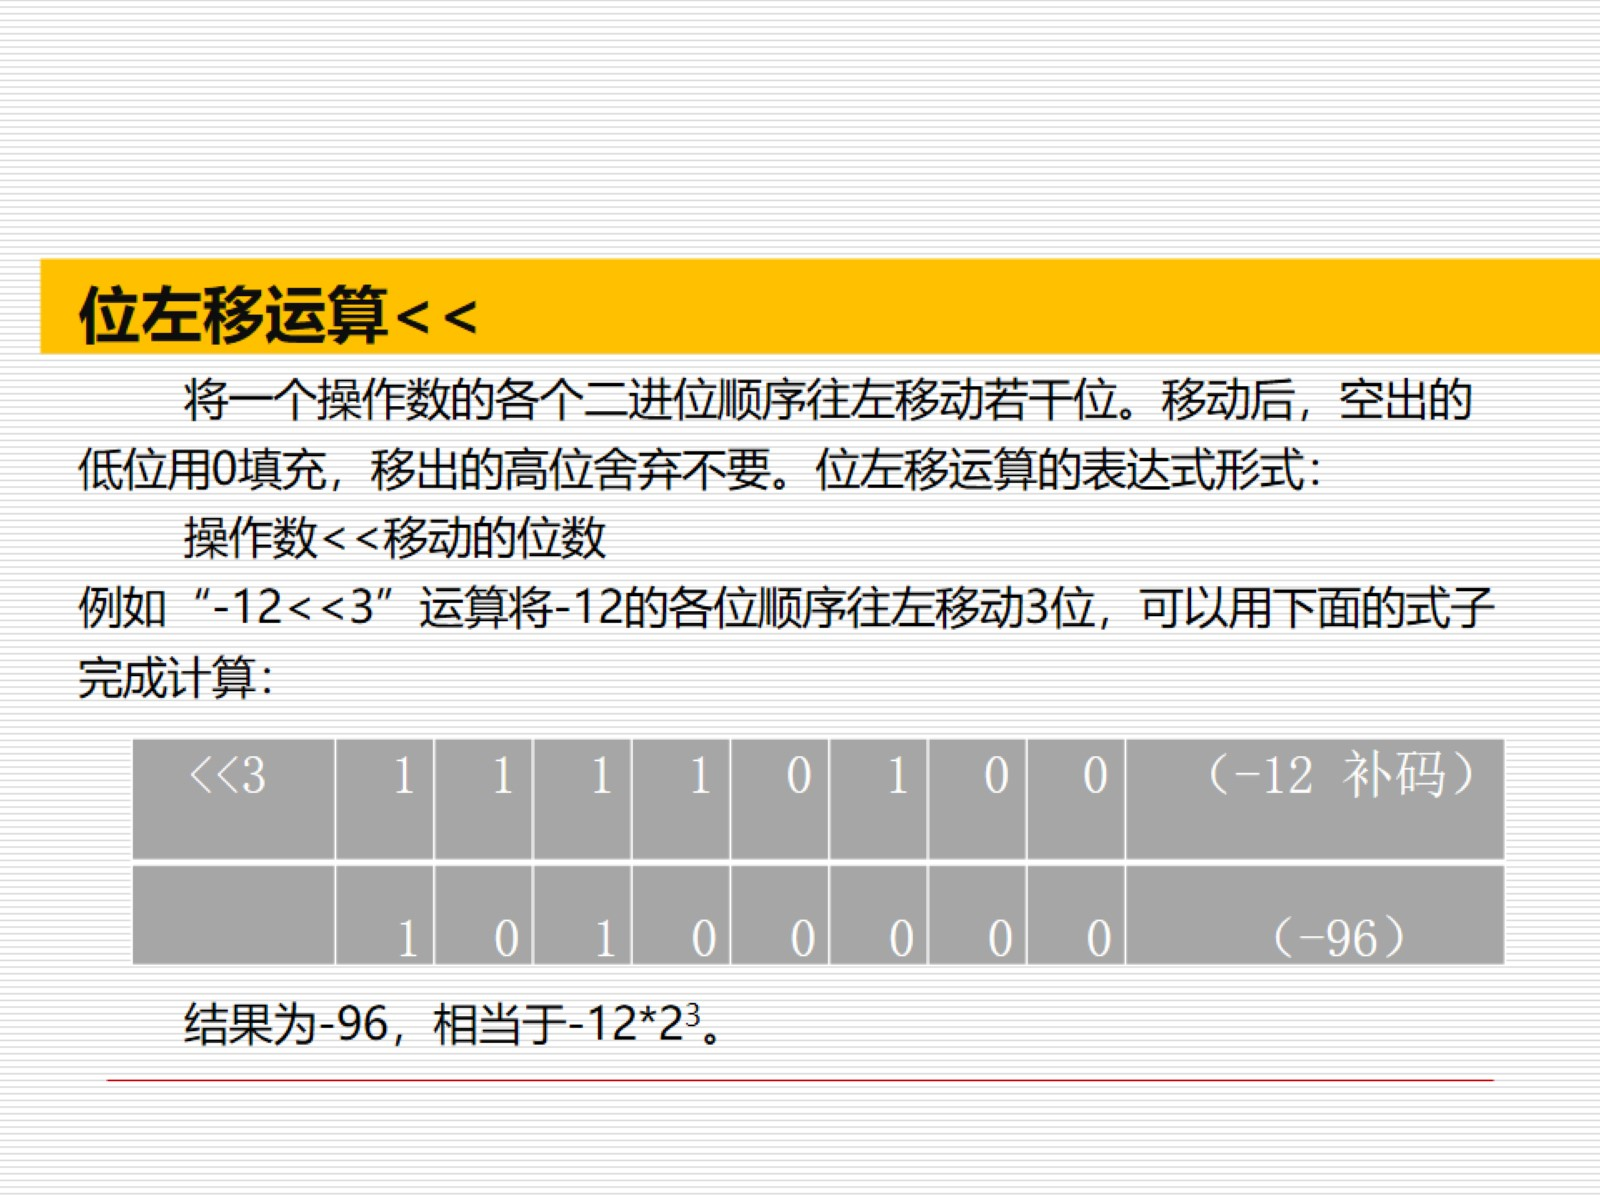 位左移运算<<
将一个操作数的各个二进位顺序往左移动若干位。移动后，空出的
低位用0填充，移出的高位舍弃不要。位左移运算的表达式形式：
操作数<<移动的位数
例如“-12<<3”运算将-12的各位顺序往左移动3位，可以用下面的式子
完成计算：
<<3 1 1 1 1 0 1 0 0 （-12 补码）
1 0 1 0 0 0 0 0 （-96）
结果为-96，相当于-12*2³。